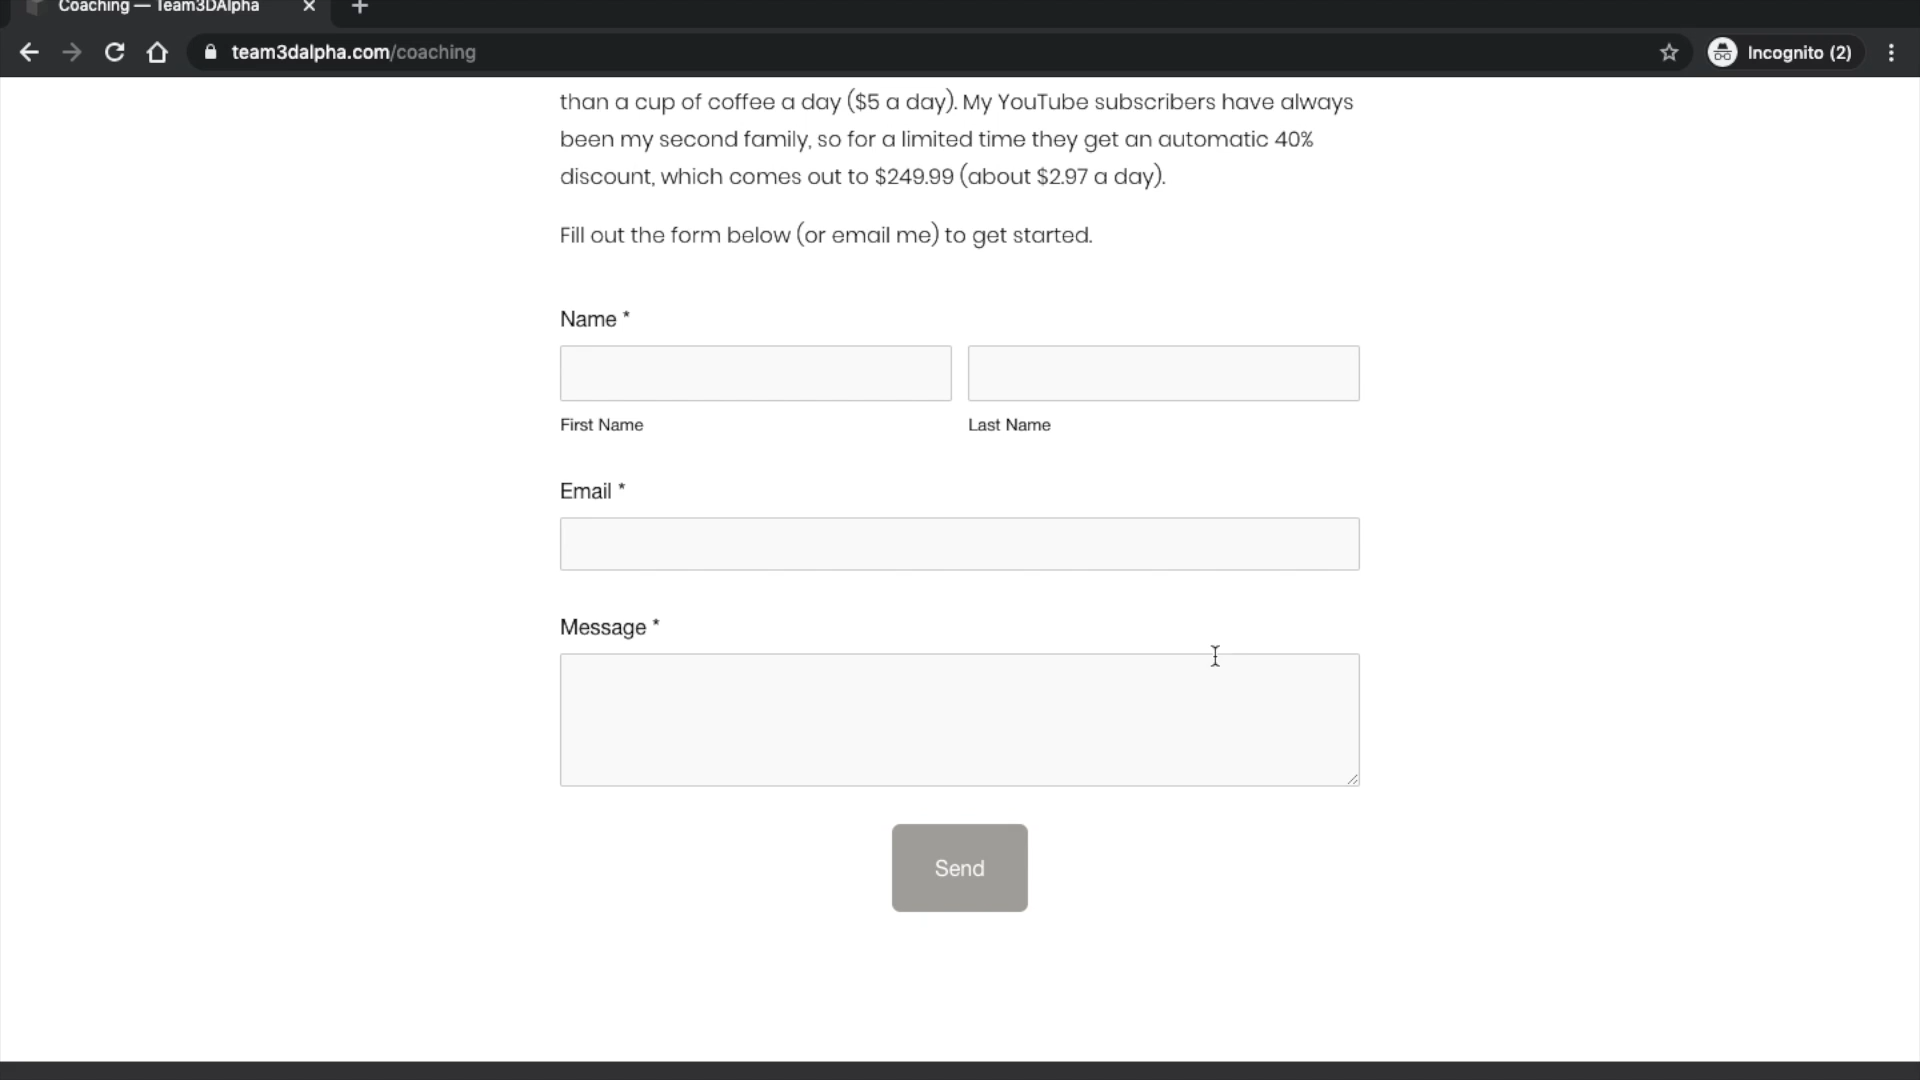 Coaching — Team3DAlpha
team3dalpha.com/coaching
Incognito (2)
than a cup of coffee a day ($5 a day). My YouTube subscribers have always
been my second family, so for a limited time they get an automatic 40%
discount, which comes out to $249.99 (about $2.97 a day).
Fill out the form below (or email me) to get started.
Name *
First Name
Last Name
Email *
Message *
Send